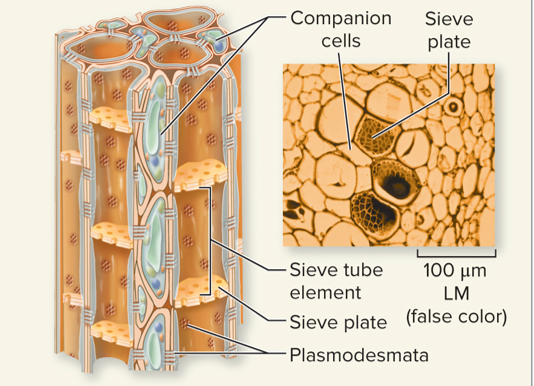 Companion
cells
Sieve
plate
Sieve tube
element
Sieve plate
Plasmodesmata
100 μm
LM
(false color)